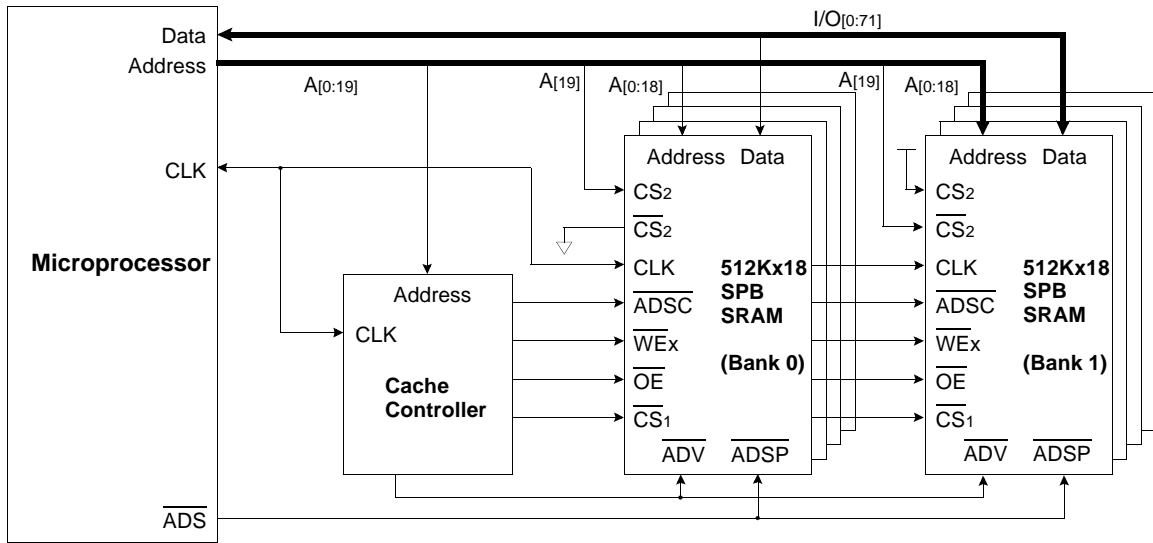 I/O[0:71]
Data
Address
A[0:19]
A[19]
A[0:18]
A[19]
A[0:18]
CLK
Microprocessor
ADS
Address
CLK
Cache
Controller
Address Data
CS2
CS2
CLK
ADSC
WEx
OE
CS1
ADV ADSP
512Kx18
SPB
SRAM
(Bank 0)
Address Data
CS2
CS2
CLK
ADSC
WEx
OE
CS1
ADV ADSP
512Kx18
SPB
SRAM
(Bank 1)